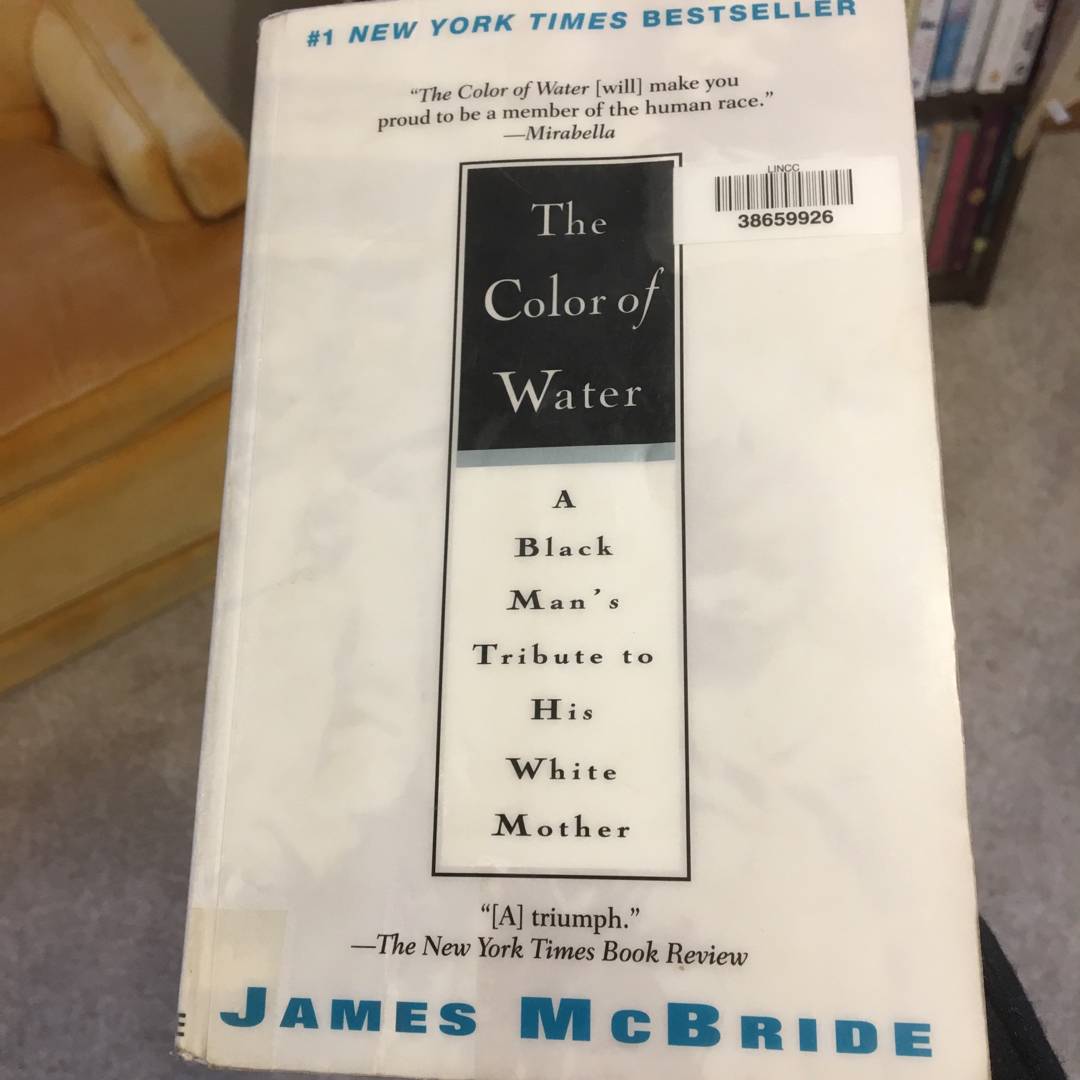 #1 NEW YORK TIMES BESTSELLER
“The Color of Water [will] make you
proud to be a member of the human race.”
—Mirabella
LINCC
38659926
The
Color of
Water
A
Black
Man’s
Tribute to
His
White
Mother
“[A] triumph.”
—The New York Times Book Review
JAMES MCBRIDE